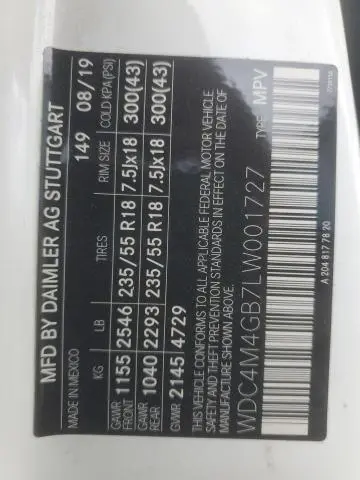 MFD BY DAIMLER AG STUTTGART
MADE IN MEXICO 149 08/19
KG LB TIRES RIM SIZE COLD KPA(PSI)
GAWR FRONT 1155 2546 235/55 R18 7.5Jx18 300(43)
GAWR REAR 1040 2293 235/55 R18 7.5Jx18 300(43)
GVWR 2145 4729
THIS VEHICLE CONFORMS TO ALL APPLICABLE FEDERAL MOTOR VEHICLE
SAFETY AND THEFT PREVENTION STANDARDS IN EFFECT ON THE DATE OF
MANUFACTURE SHOWN ABOVE.
WDC4M4GB7LW001727 TYPE: MPV
A 204 817 78 20